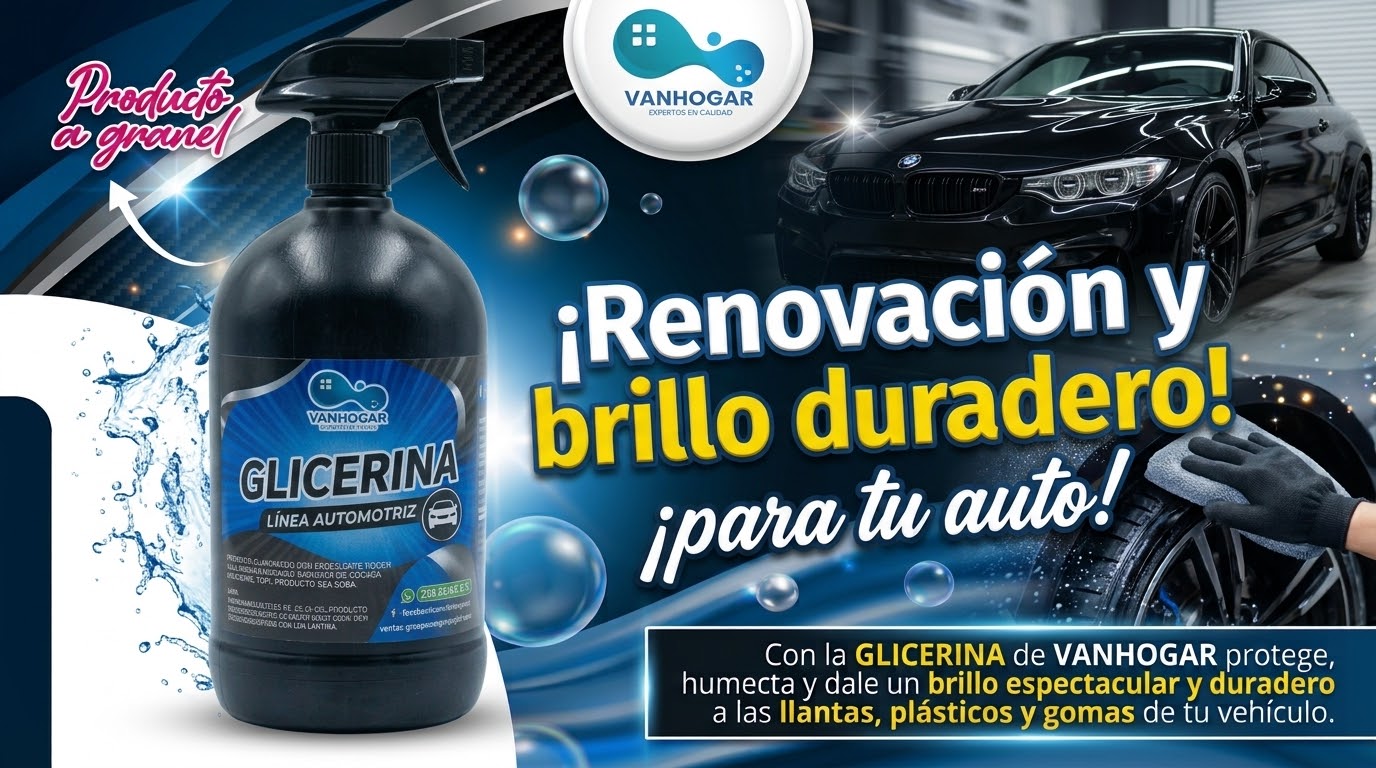 Producto
a granel
VANHOGAR
EXPERTOS EN CALIDAD
¡Renovación y
brillo duradero!
¡para tu auto!
VANHOGAR
GLICERINA
LÍNEA AUTOMOTRIZ
Con la GLICERINA de VANHOGAR protege,
humecta y dale un brillo espectacular y duradero
a las llantas, plásticos y gomas de tu vehículo.